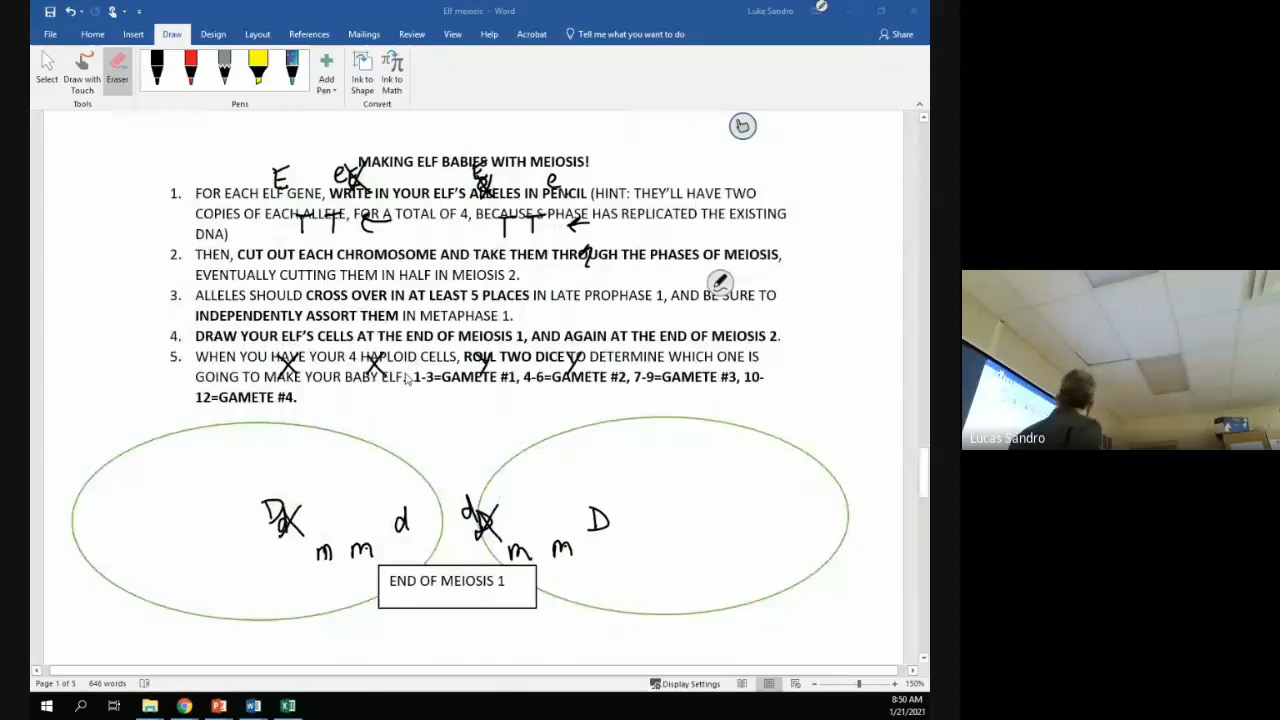 Elf meiosis - Word
Luke Sandro
File Home Insert Draw Design Layout References Mailings Review View Help Acrobat Tell me what you want to do Share
Select Draw with Touch Eraser Add Pen Ink to Shape Ink to Math
Tools Pens Convert
MAKING ELF BABIES WITH MEIOSIS!
E e E e
1. FOR EACH ELF GENE, WRITE IN YOUR ELF'S ALLELES IN PENCIL (HINT: THEY'LL HAVE TWO
COPIES OF EACH ALLELE, FOR A TOTAL OF 4, BECAUSE S PHASE HAS REPLICATED THE EXISTING
T T T T
DNA)
2. THEN, CUT OUT EACH CHROMOSOME AND TAKE THEM THROUGH THE PHASES OF MEIOSIS,
EVENTUALLY CUTTING THEM IN HALF IN MEIOSIS 2.
3. ALLELES SHOULD CROSS OVER IN AT LEAST 5 PLACES IN LATE PROPHASE 1, AND BE SURE TO
INDEPENDENTLY ASSORT THEM IN METAPHASE 1.
4. DRAW YOUR ELF'S CELLS AT THE END OF MEIOSIS 1, AND AGAIN AT THE END OF MEIOSIS 2.
5. WHEN YOU HAVE YOUR 4 HAPLOID CELLS, ROLL TWO DICE TO DETERMINE WHICH ONE IS
X X Y Y
GOING TO MAKE YOUR BABY ELF: 1-3=GAMETE #1, 4-6=GAMETE #2, 7-9=GAMETE #3, 10-
12=GAMETE #4.
D d d D
m m m m
END OF MEIOSIS 1
Lucas Sandro
Page 1 of 5 646 words Display Settings 150%
8:50 AM
1/21/2021